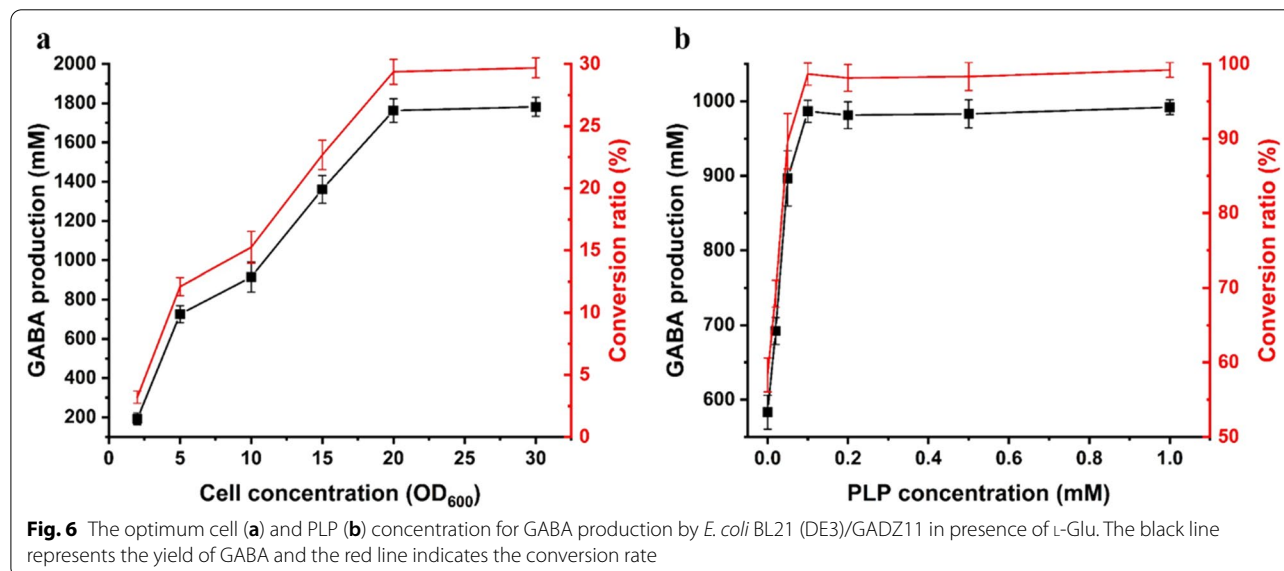 a
GABA production (mM)
2000
1800
1600
1400
1200
1000
800
600
400
200
0 5 10 15 20 25 30
Cell concentration (OD600)
30
25
20
15
10
5
0
Conversion ratio (%)
b
GABA production (mM)
1000
900
800
700
600
0.0 0.2 0.4 0.6 0.8 1.0
PLP concentration (mM)
100
90
80
70
60
50
Conversion ratio (%)
Fig. 6 The optimum cell (a) and PLP (b) concentration for GABA production by E. coli BL21 (DE3)/GADZ11 in presence of L-Glu. The black line
represents the yield of GABA and the red line indicates the conversion rate